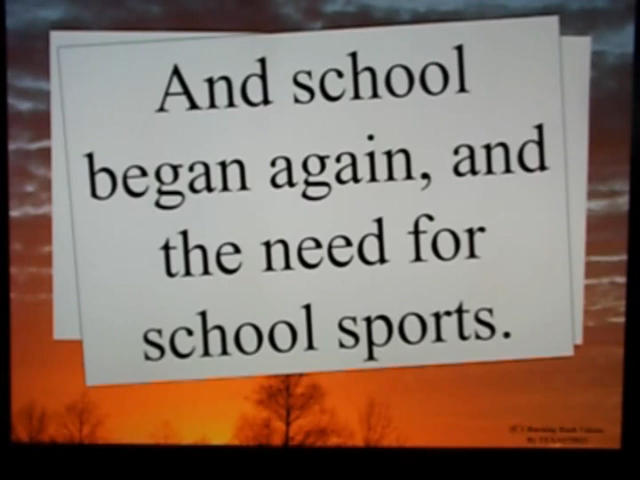 And school
began again, and
the need for
school sports.